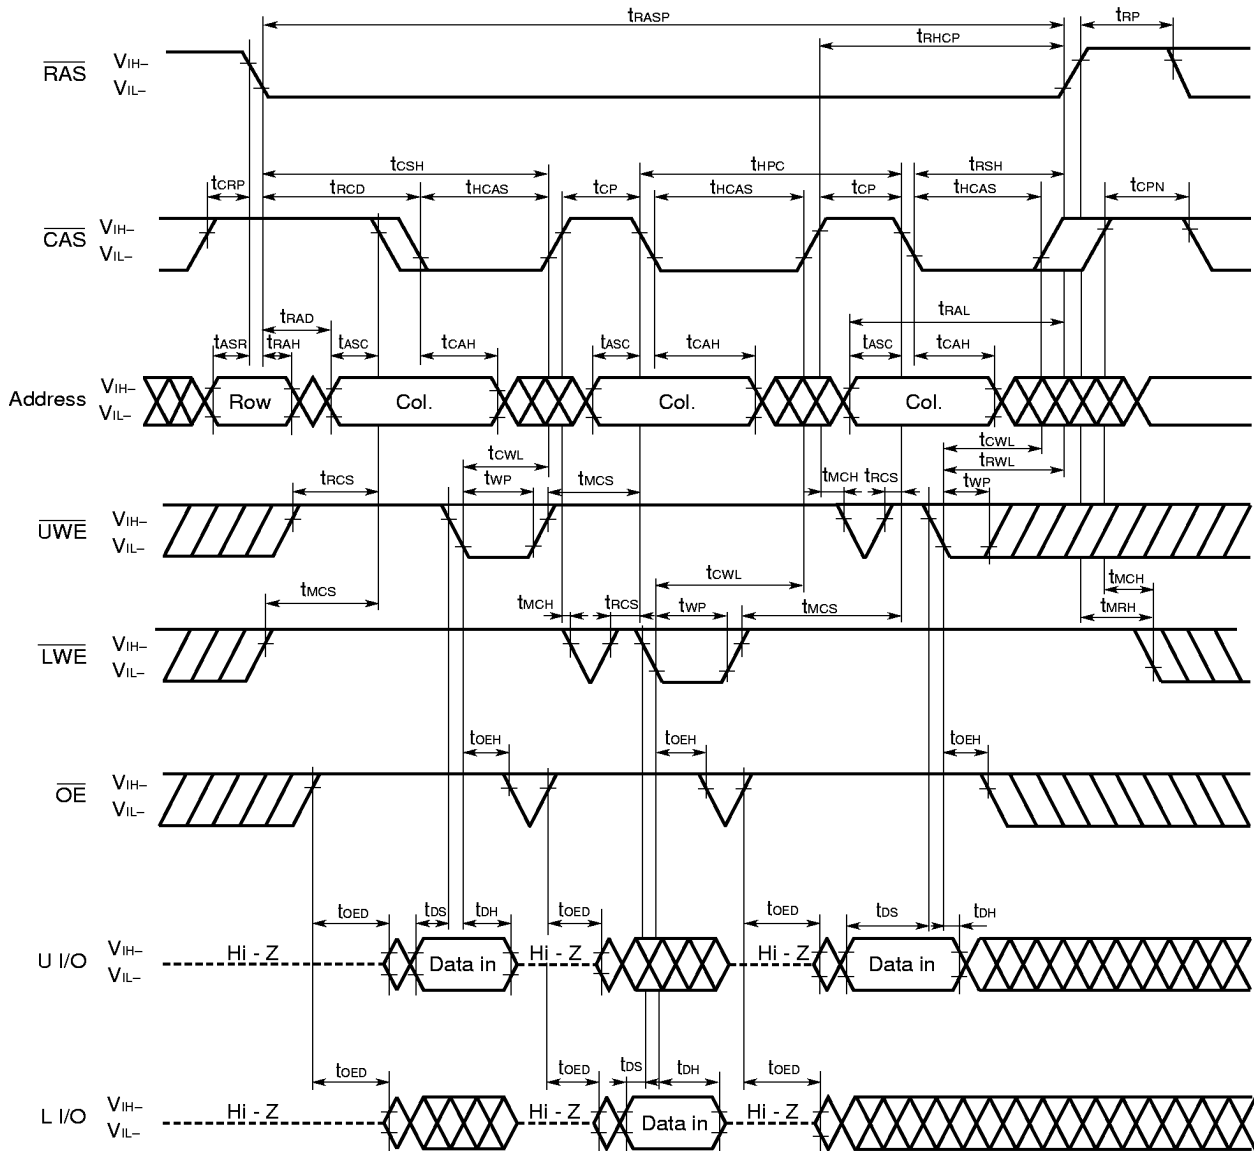 tRASP tRP
tRHCP
RAS VIH–
VIL–
tCSH tHPC tRSH
tCRP tRCD tHCAS tCP tHCAS tCP tHCAS tCPN
CAS VIH–
VIL–
tRAD tRAL
tASR tRAH tASC tCAH tASC tCAH tASC tCAH
Address VIH–
VIL–
Row Col. Col. Col.
tCWL tCWL
tRWL
tRCS tWP tMCS tMCH tRCS tWP
UWE VIH–
VIL–
tCWL tMCH
tMCS tMCH tRCS tWP tMCS tMRH
LWE VIH–
VIL–
tOEH tOEH tOEH
OE VIH–
VIL–
tOED tDS tDH tOED tOED tDS tDH
U I/O VIH–
VIL–
Hi - Z Data in Hi - Z Hi - Z Data in
tOED tOED tDS tDH tOED
L I/O VIH–
VIL–
Hi - Z Hi - Z Data in Hi - Z